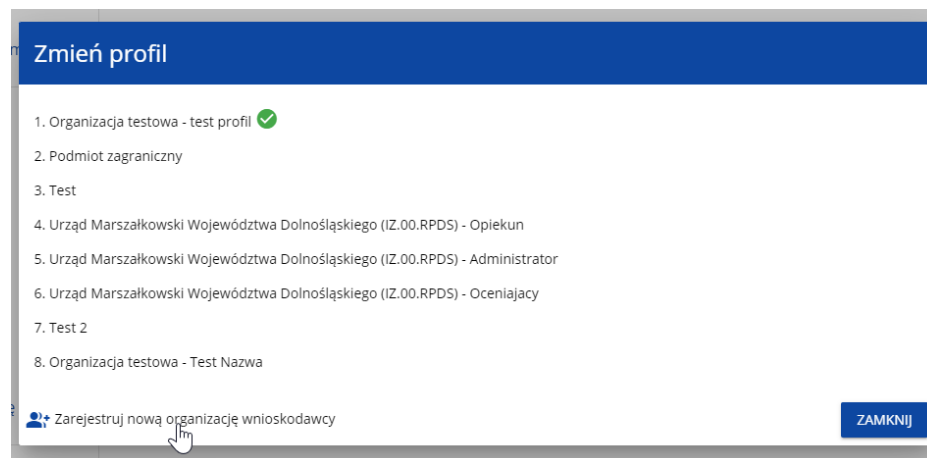 Zmień profil
1. Organizacja testowa - test profil
2. Podmiot zagraniczny
3. Test
4. Urząd Marszałkowski Województwa Dolnośląskiego (IZ.00.RPDS) - Opiekun
5. Urząd Marszałkowski Województwa Dolnośląskiego (IZ.00.RPDS) - Administrator
6. Urząd Marszałkowski Województwa Dolnośląskiego (IZ.00.RPDS) - Oceniajacy
7. Test 2
8. Organizacja testowa - Test Nazwa
Zarejestruj nową organizację wnioskodawcy
ZAMKNIJ